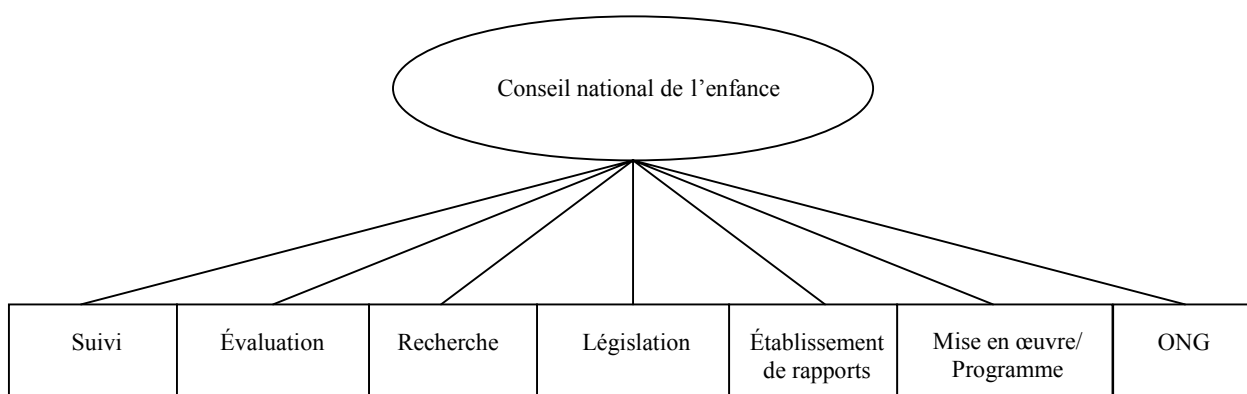 Conseil national de l’enfance
Suivi
Évaluation
Recherche
Législation
Établissement
de rapports
Mise en œuvre/
Programme
ONG